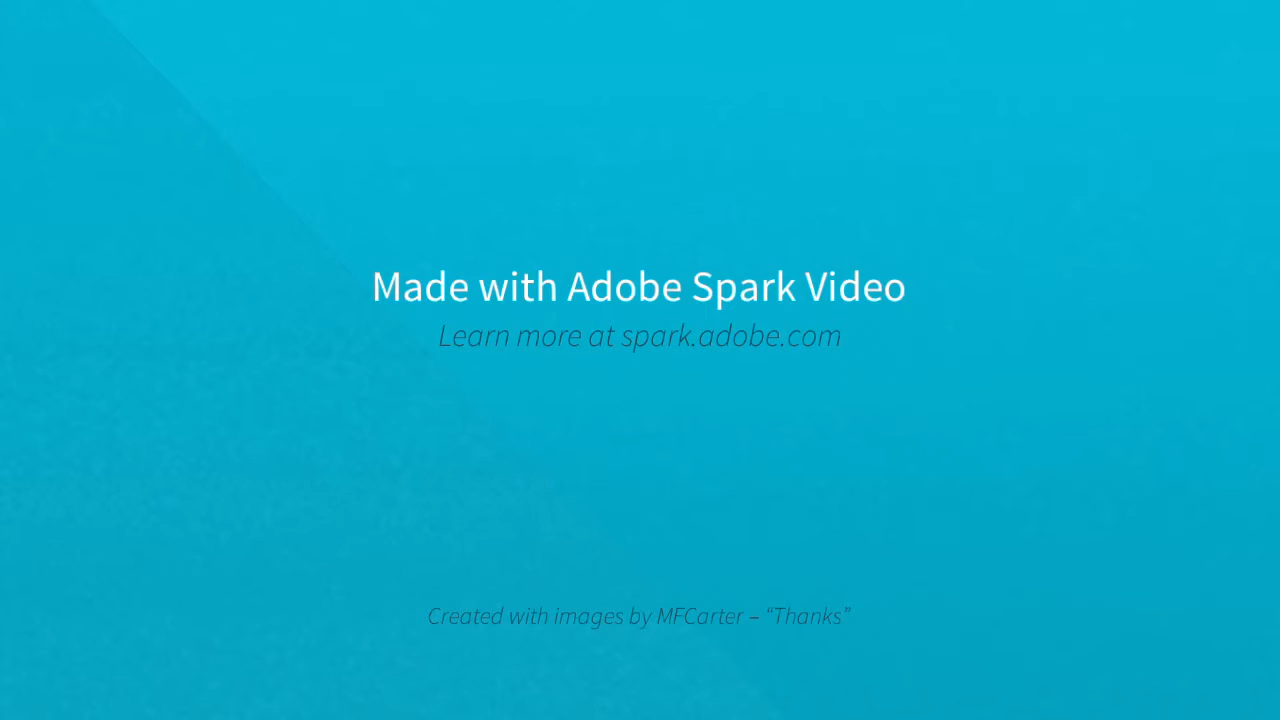 Made with Adobe Spark Video
Learn more at spark.adobe.com
Created with images by MFCarter – “Thanks”